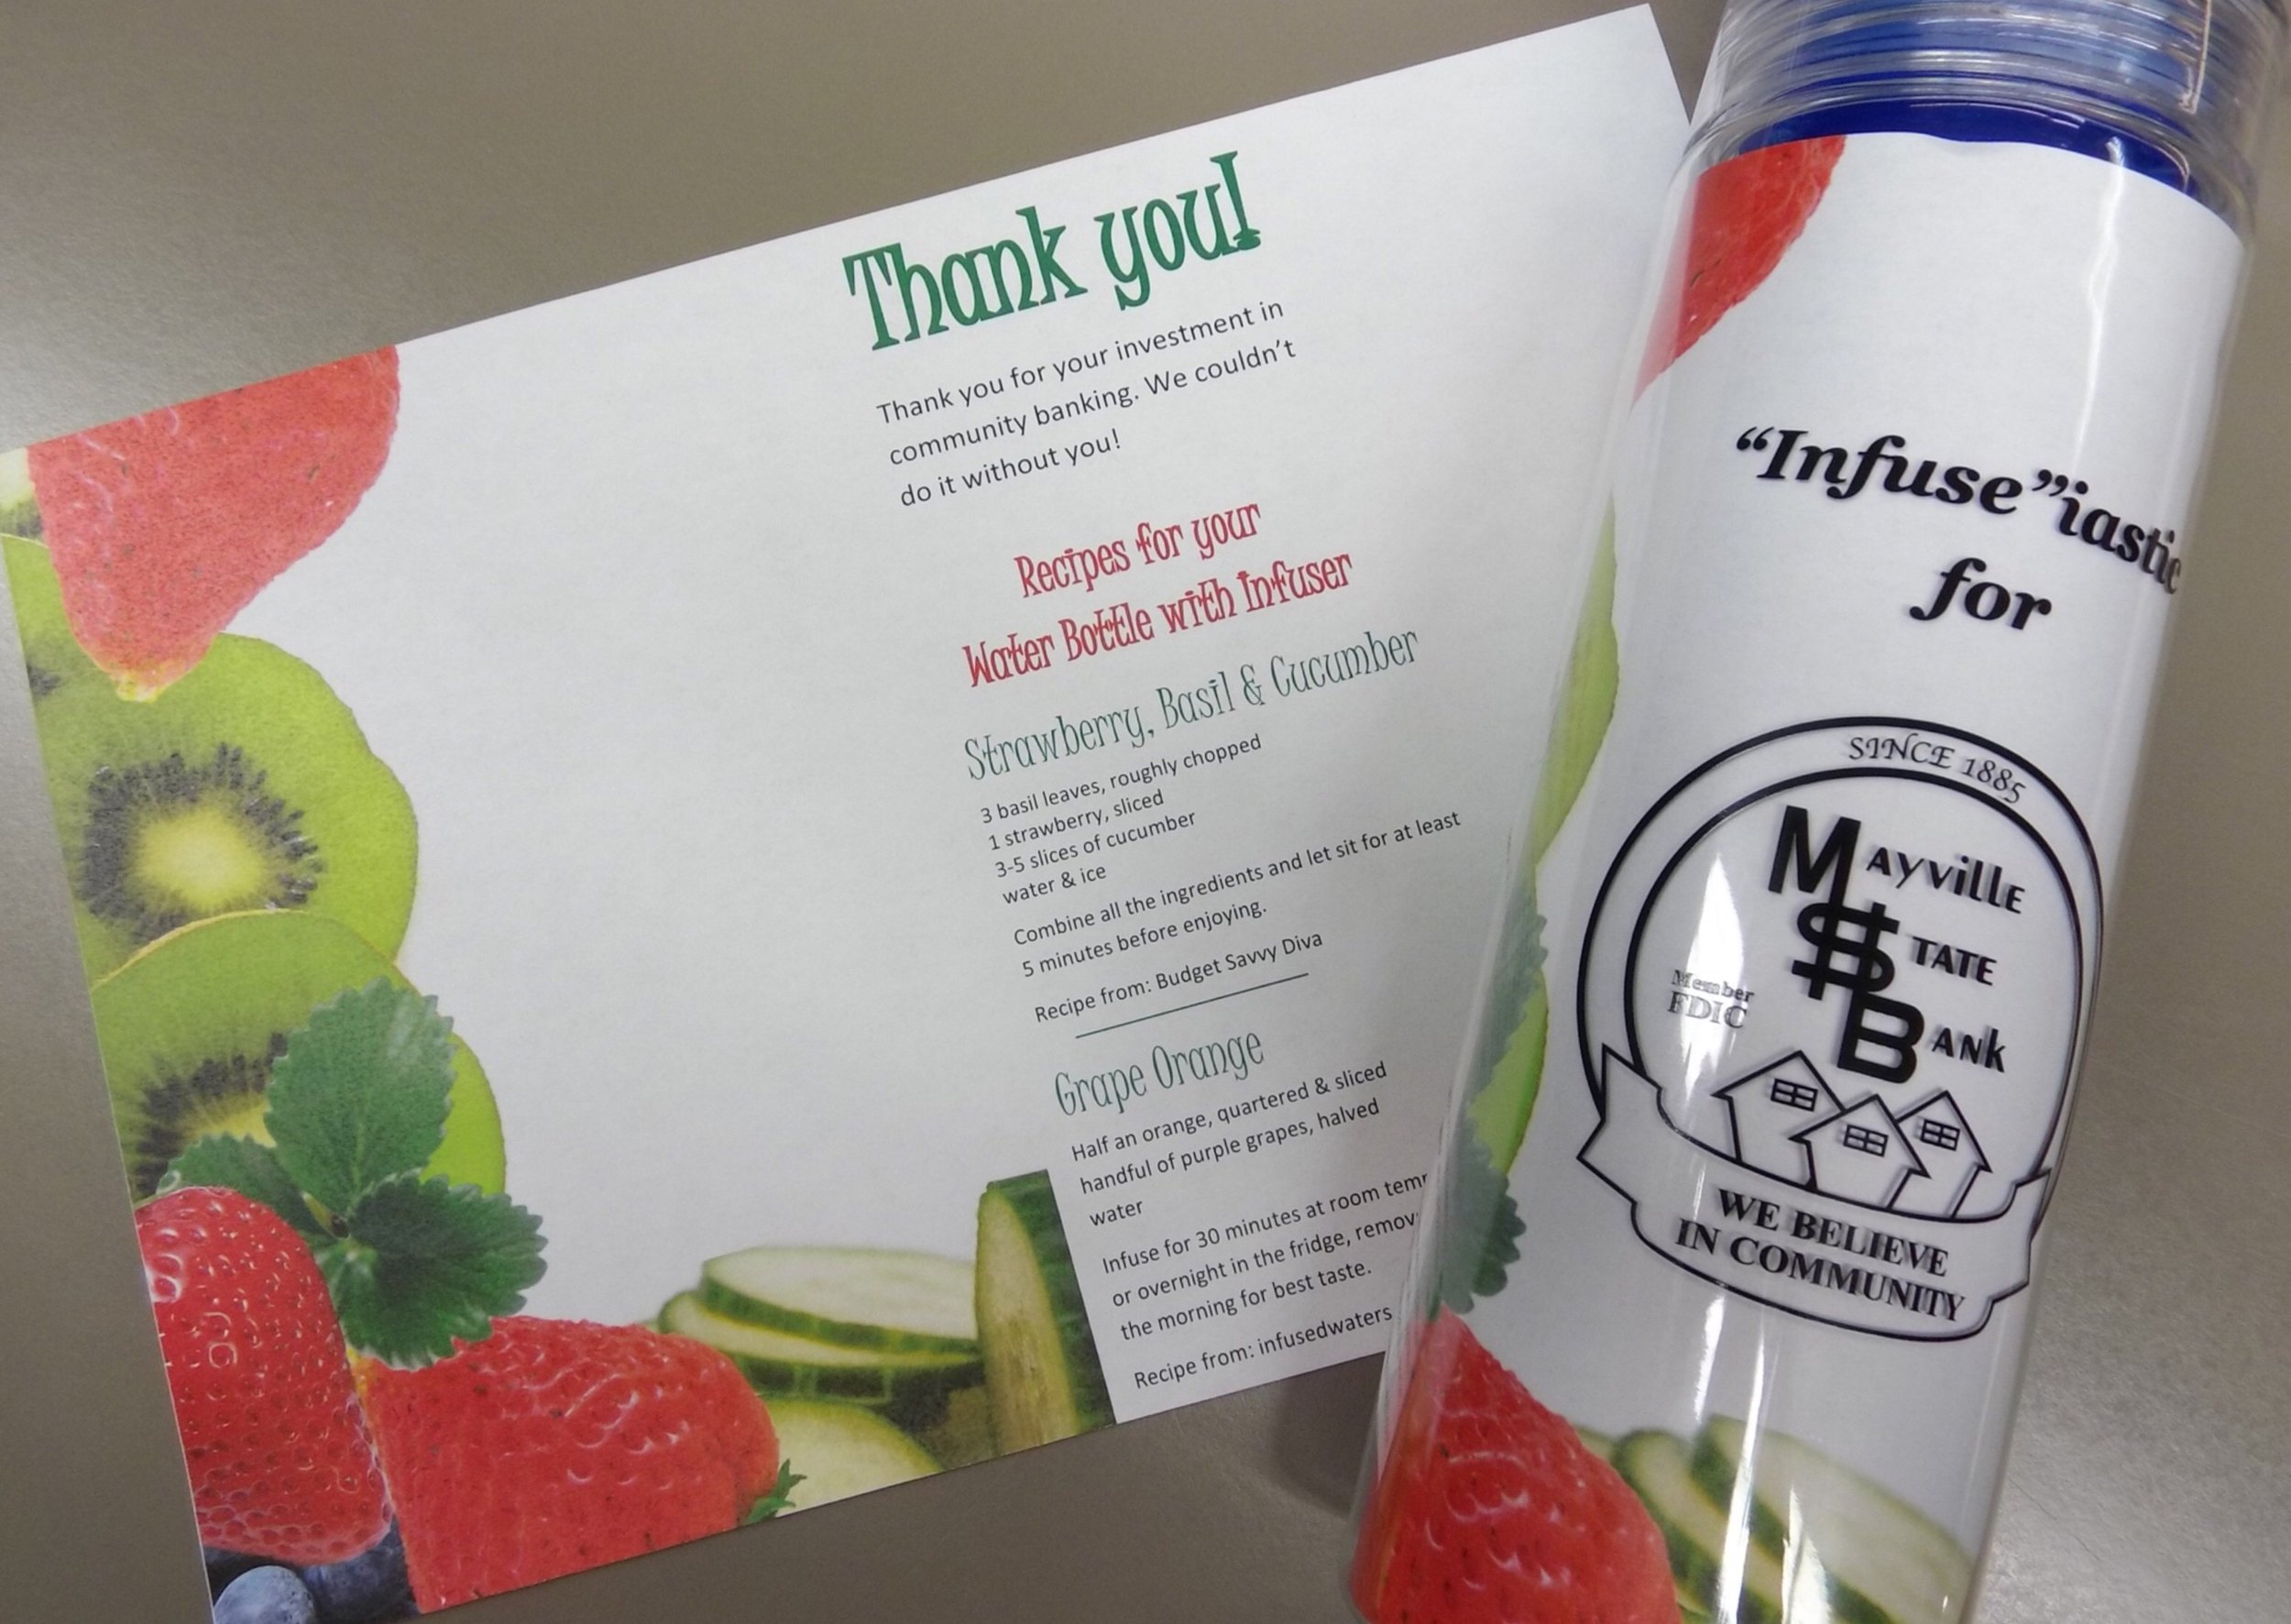 Thank you!
Thank you for your investment in
community banking. We couldn't
do it without you!
Recipes for your
Water Bottle with Infuser
Strawberry, Basil & Cucumber
3 basil leaves, roughly chopped
1 strawberry, sliced
3-5 slices of cucumber
water & ice
Combine all the ingredients and let sit for at least
5 minutes before enjoying.
Recipe from: Budget Savvy Diva
Grape Orange
Half an orange, quartered & sliced
handful of purple grapes, halved
water
Infuse for 30 minutes at room
or overnight in the fridge,
the morning for best taste.
Recipe from: infusedwaters
"Infuse"iastic
for
SINCE 1885
MAYVILLE
STATE
BANK
Member
FDIC
WE BELIEVE
IN COMMUNITY